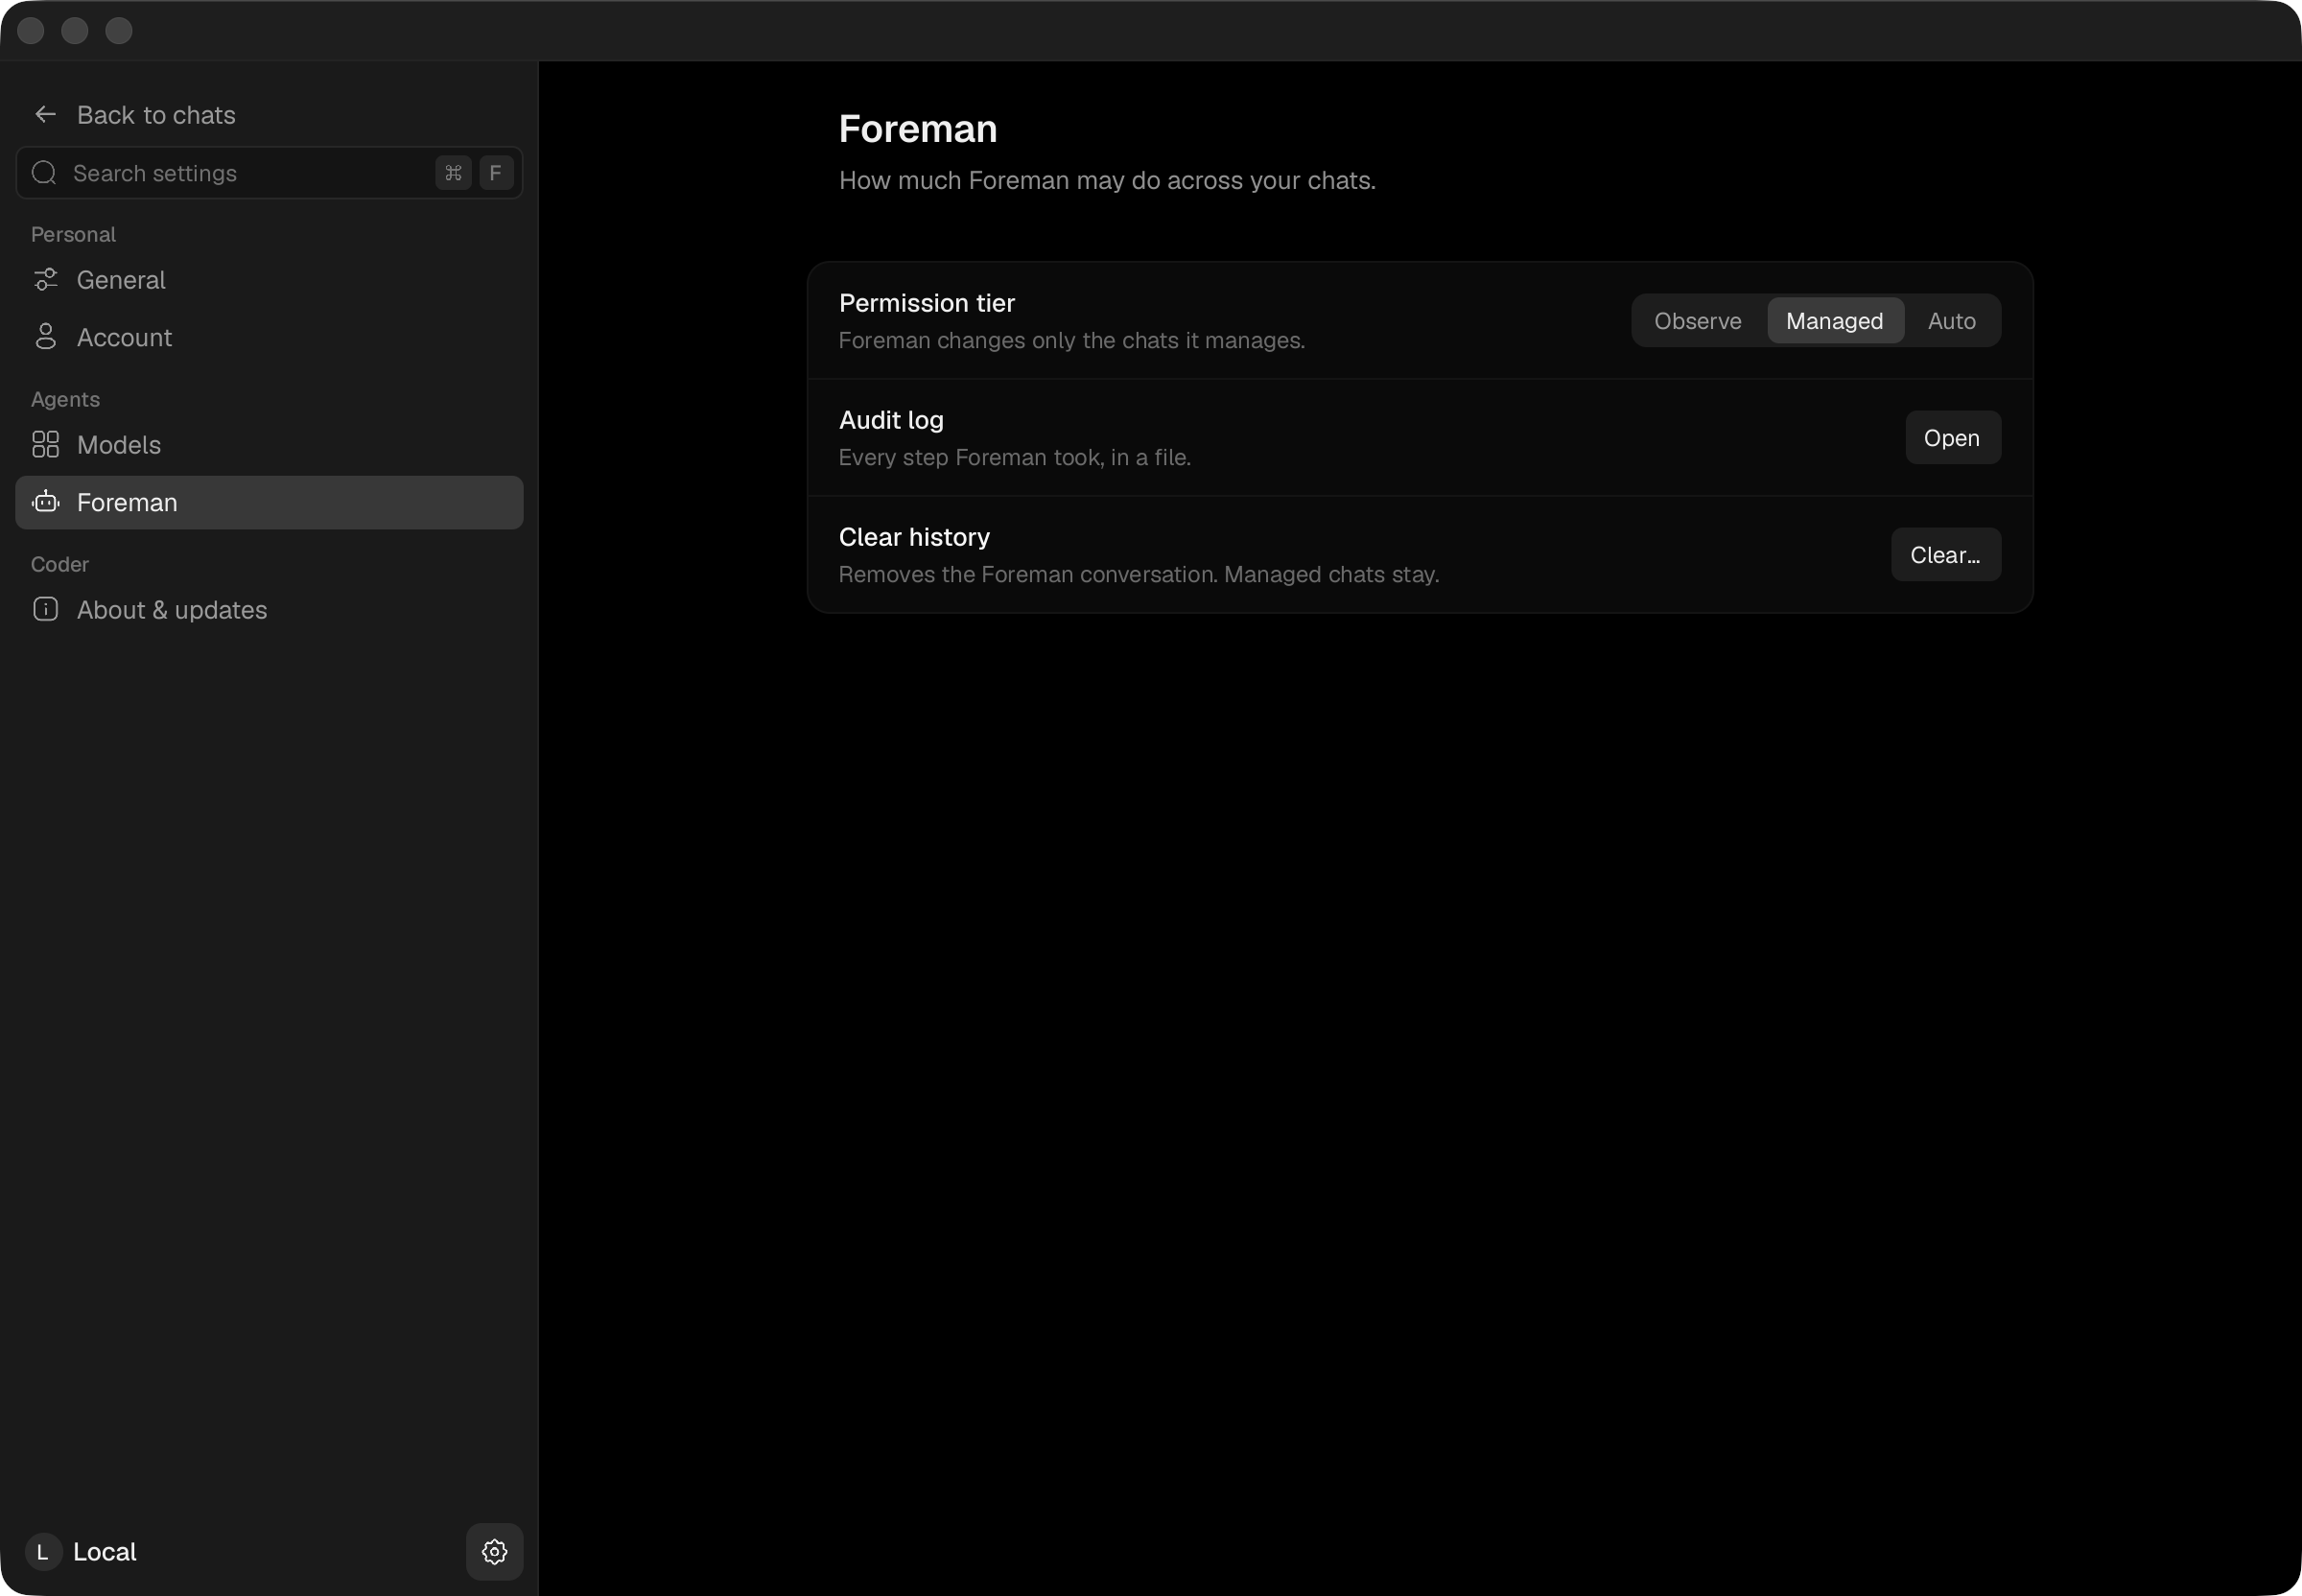 Back to chats
Search settings ⌘ F
Personal
General
Account
Agents
Models
Foreman
Coder
About & updates
L Local
Foreman
How much Foreman may do across your chats.
Permission tier
Foreman changes only the chats it manages.
Observe Managed Auto
Audit log
Every step Foreman took, in a file.
Open
Clear history
Removes the Foreman conversation. Managed chats stay.
Clear...